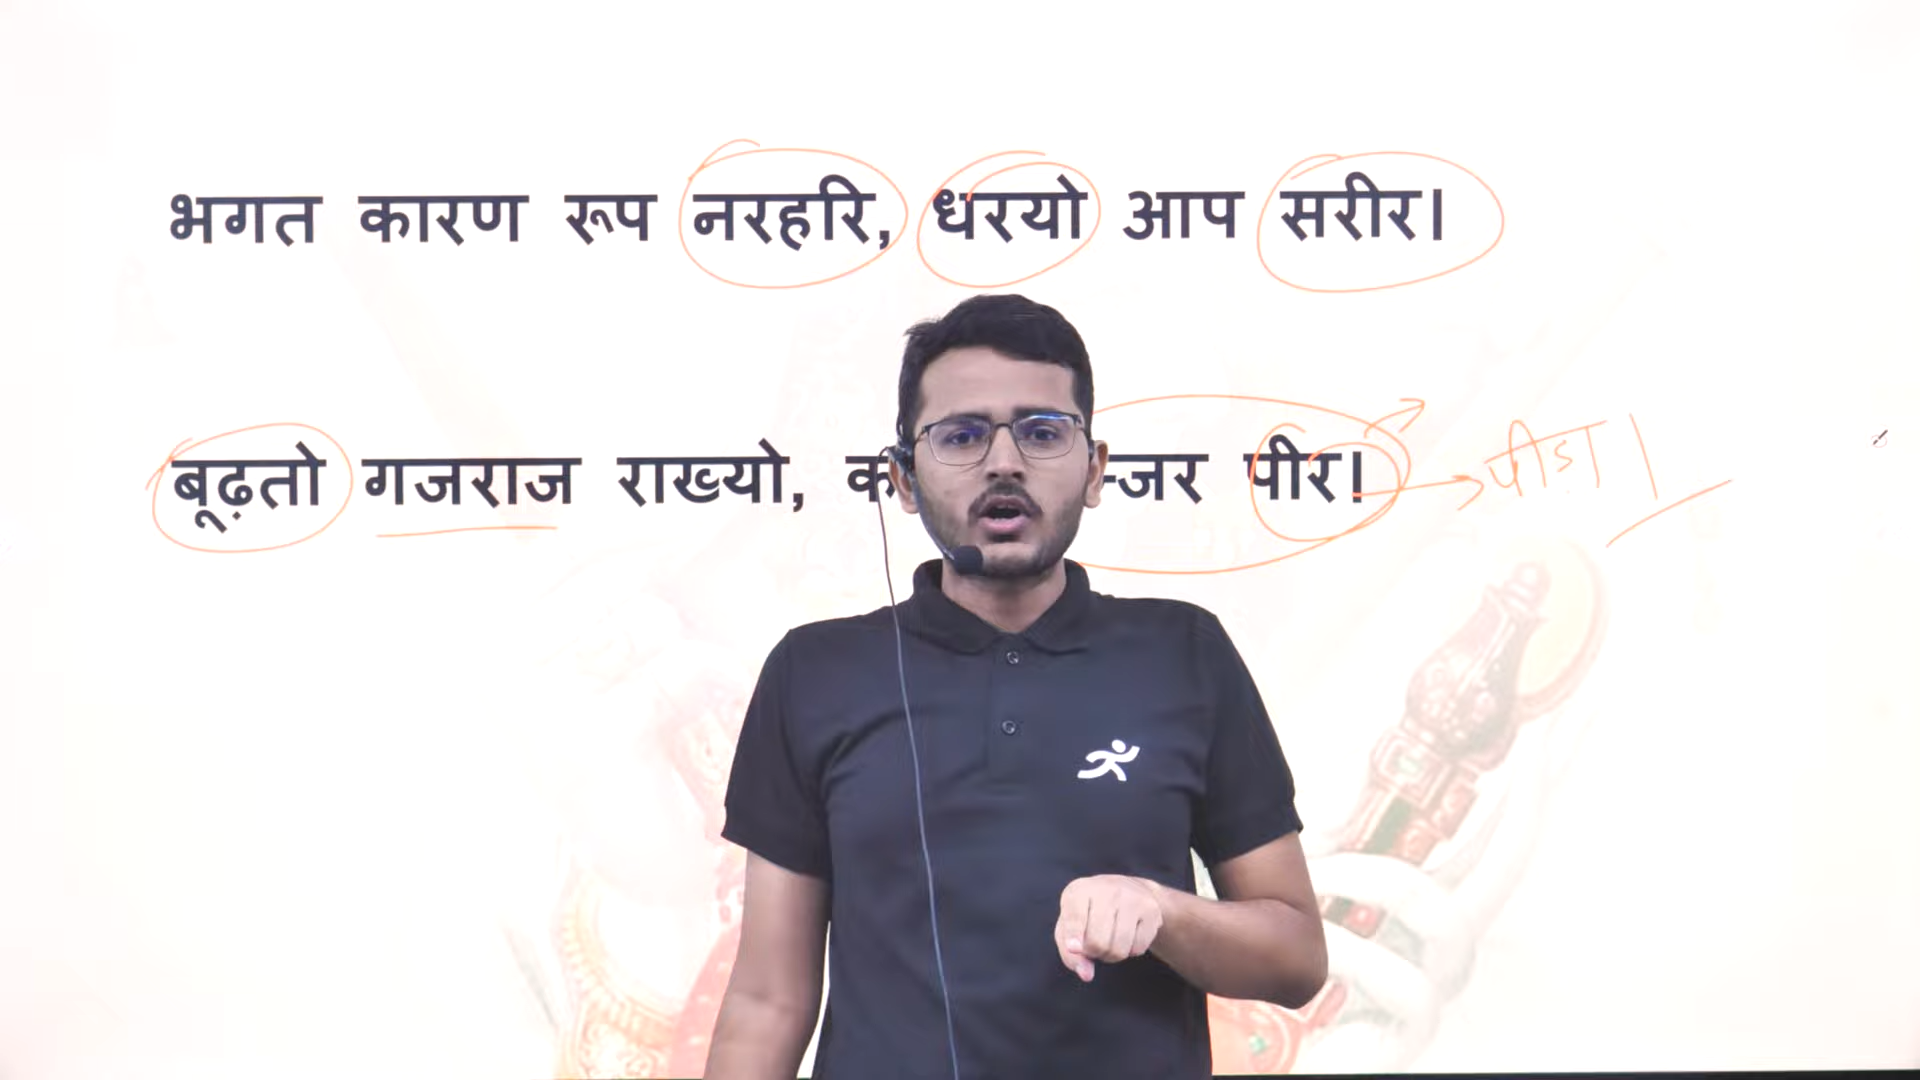 भगत कारण रूप नरहरि, धरयो आप सरीर।
बूढ़तो गजराज राख्यो, पीर। पीडा।